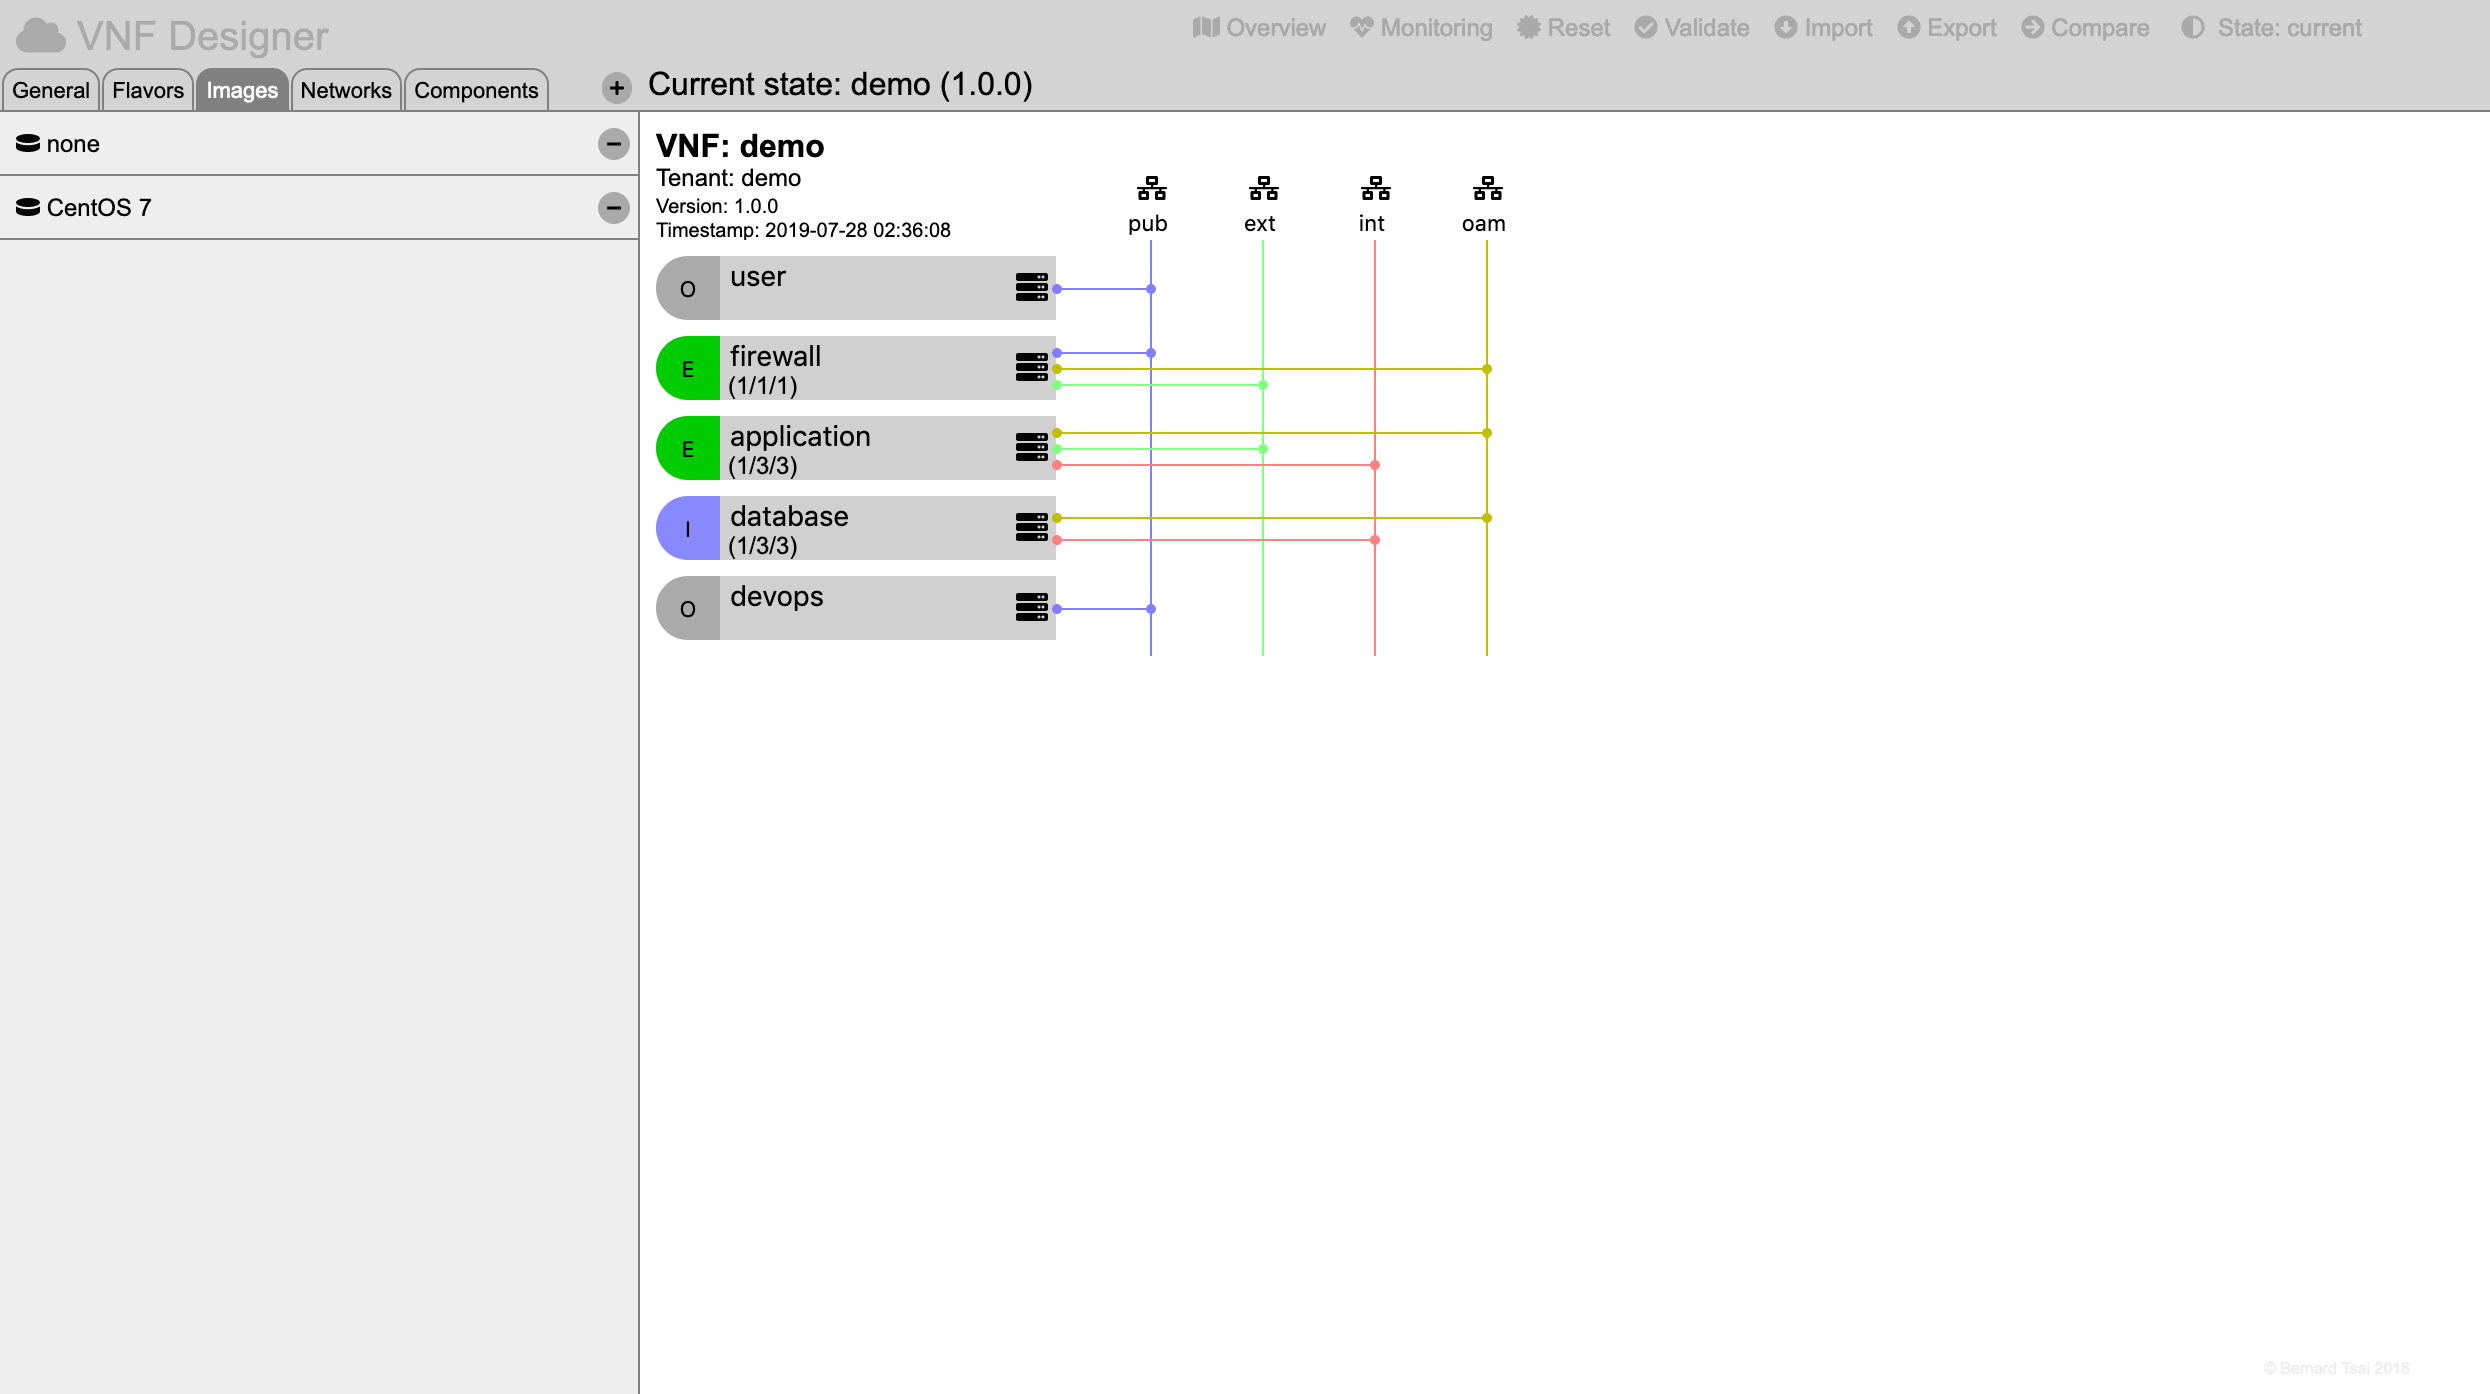 VNF Designer
Overview Monitoring Reset Validate Import Export Compare State: current
General Flavors Images Networks Components
Current state: demo (1.0.0)
none
CentOS 7
VNF: demo
Tenant: demo
Version: 1.0.0
Timestamp: 2019-07-28 02:36:08
pub ext int oam
O user
E firewall
(1/1/1)
E application
(1/3/3)
I database
(1/3/3)
O devops
© Bernard Tsai 2018